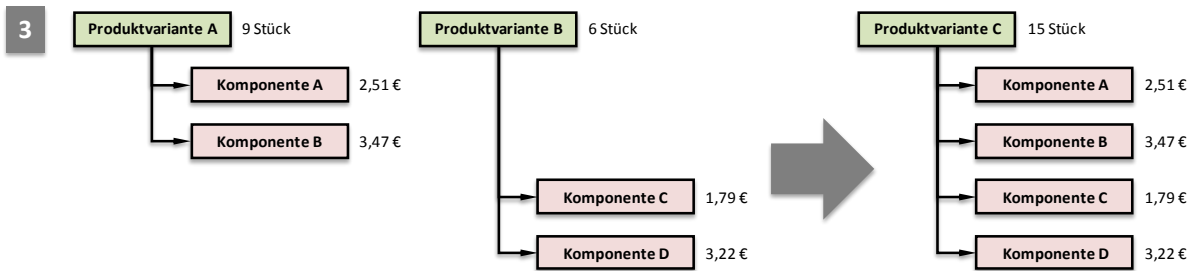 3
Produktvariante A 9 Stück
Komponente A 2,51 €
Komponente B 3,47 €
Produktvariante B 6 Stück
Komponente C 1,79 €
Komponente D 3,22 €
Produktvariante C 15 Stück
Komponente A 2,51 €
Komponente B 3,47 €
Komponente C 1,79 €
Komponente D 3,22 €